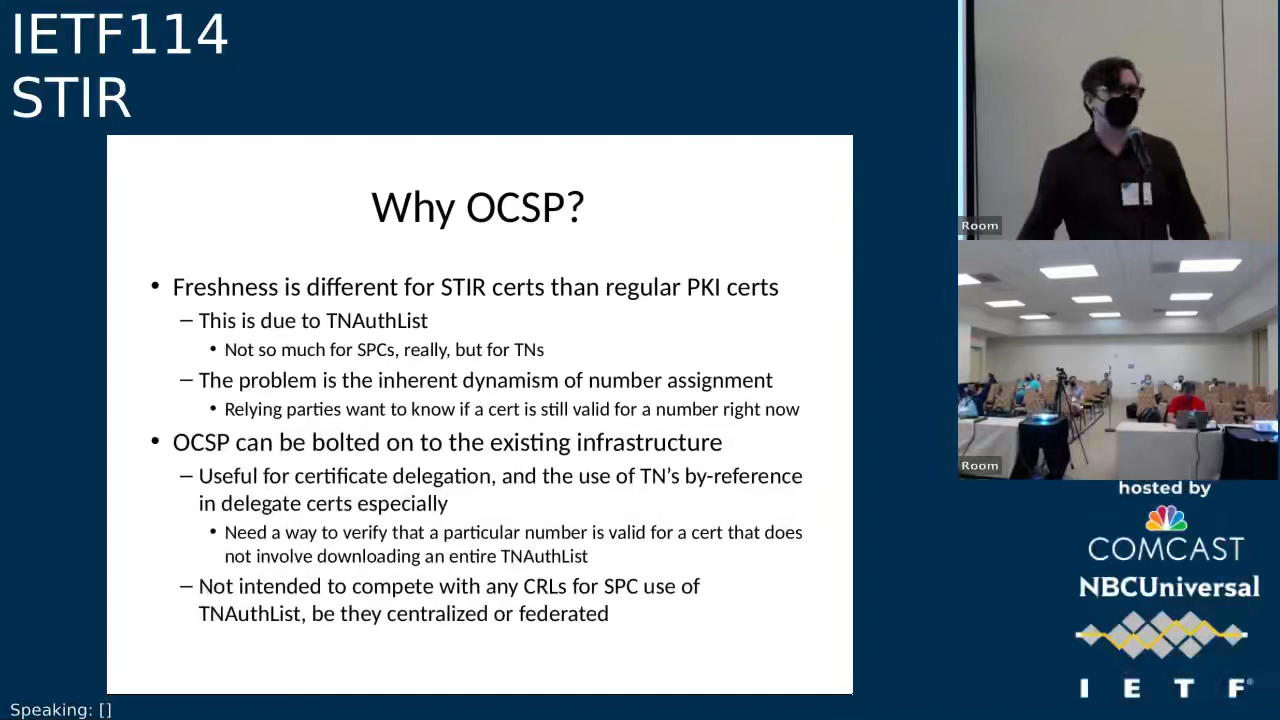 IETF114
STIR
Why OCSP?
• Freshness is different for STIR certs than regular PKI certs
– This is due to TNAuthList
• Not so much for SPCs, really, but for TNs
– The problem is the inherent dynamism of number assignment
• Relying parties want to know if a cert is still valid for a number right now
• OCSP can be bolted on to the existing infrastructure
– Useful for certificate delegation, and the use of TN’s by-reference
in delegate certs especially
• Need a way to verify that a particular number is valid for a cert that does
not involve downloading an entire TNAuthList
– Not intended to compete with any CRLs for SPC use of
TNAuthList, be they centralized or federated
Speaking: []
Room
Room
hosted by
COMCAST
NBCUniversal
I E T F®